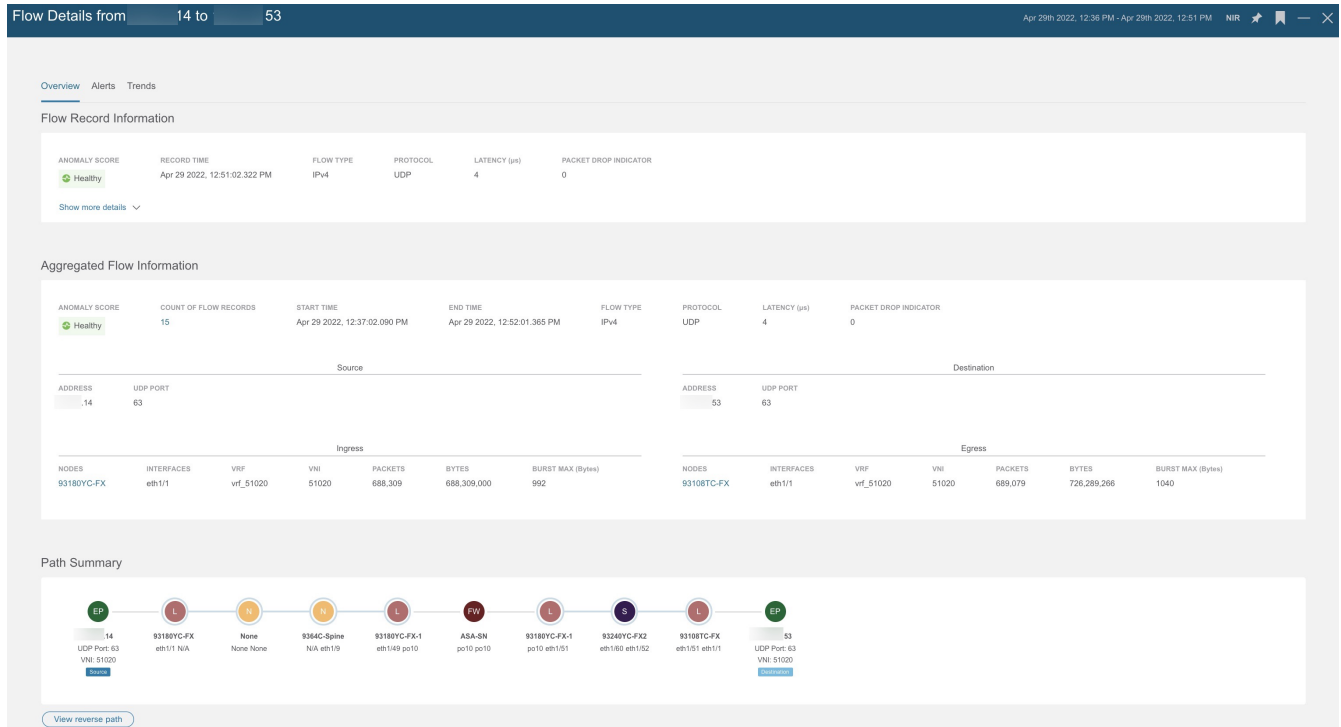 Flow Details from 14 to 53
Apr 29th 2022, 12:36 PM - Apr 29th 2022, 12:51 PM NIR
Overview Alerts Trends
Flow Record Information
ANOMALY SCORE RECORD TIME FLOW TYPE PROTOCOL LATENCY (µs) PACKET DROP INDICATOR
Healthy Apr 29 2022, 12:51:02.322 PM IPv4 UDP 4 0
Show more details
Aggregated Flow Information
ANOMALY SCORE COUNT OF FLOW RECORDS START TIME END TIME FLOW TYPE PROTOCOL LATENCY (µs) PACKET DROP INDICATOR
Healthy 15 Apr 29 2022, 12:37:02.090 PM Apr 29 2022, 12:52:01.365 PM IPv4 UDP 4 0
Source Destination
ADDRESS UDP PORT ADDRESS UDP PORT
.14 63 53 63
Ingress Egress
NODES INTERFACES VRF VNI PACKETS BYTES BURST MAX (Bytes) NODES INTERFACES VRF VNI PACKETS BYTES BURST MAX (Bytes)
93180YC-FX eth1/1 vrf_51020 51020 688,309 688,309,000 992 93108TC-FX eth1/1 vrf_51020 51020 689,079 726,289,266 1040
Path Summary
EP L N N L FW L S L EP
.14 93180YC-FX None 9364C-Spine 93180YC-FX-1 ASA-SN 93180YC-FX-1 93240YC-FX2 93108TC-FX 53
UDP Port: 63 eth1/1 N/A None None N/A eth1/9 eth1/49 po10 po10 po10 po10 eth1/51 eth1/60 eth1/52 eth1/51 eth1/1 UDP Port: 63
VNI: 51020 VNI: 51020
Source Destination
View reverse path